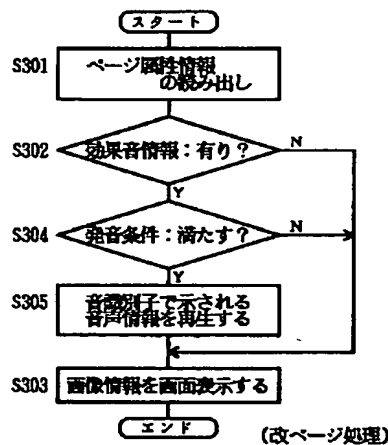 スタート
S301 ページ属性情報
の読み出し
S302 効果音情報：有り？ N
Y
S304 発音条件：満たす？ N
Y
S305 音識別子で示される
音声情報を再生する
S303 画像情報を画面表示する
エンド
(改ページ処理)